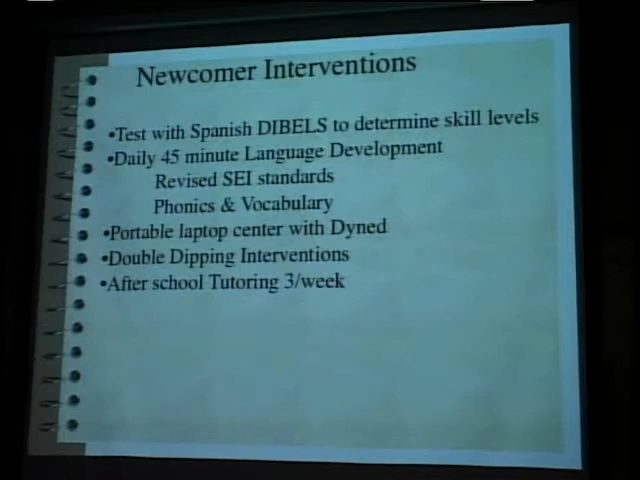 Newcomer Interventions
•Test with Spanish DIBELS to determine skill levels
•Daily 45 minute Language Development
Revised SEI standards
Phonics & Vocabulary
•Portable laptop center with Dyned
•Double Dipping Interventions
•After school Tutoring 3/week